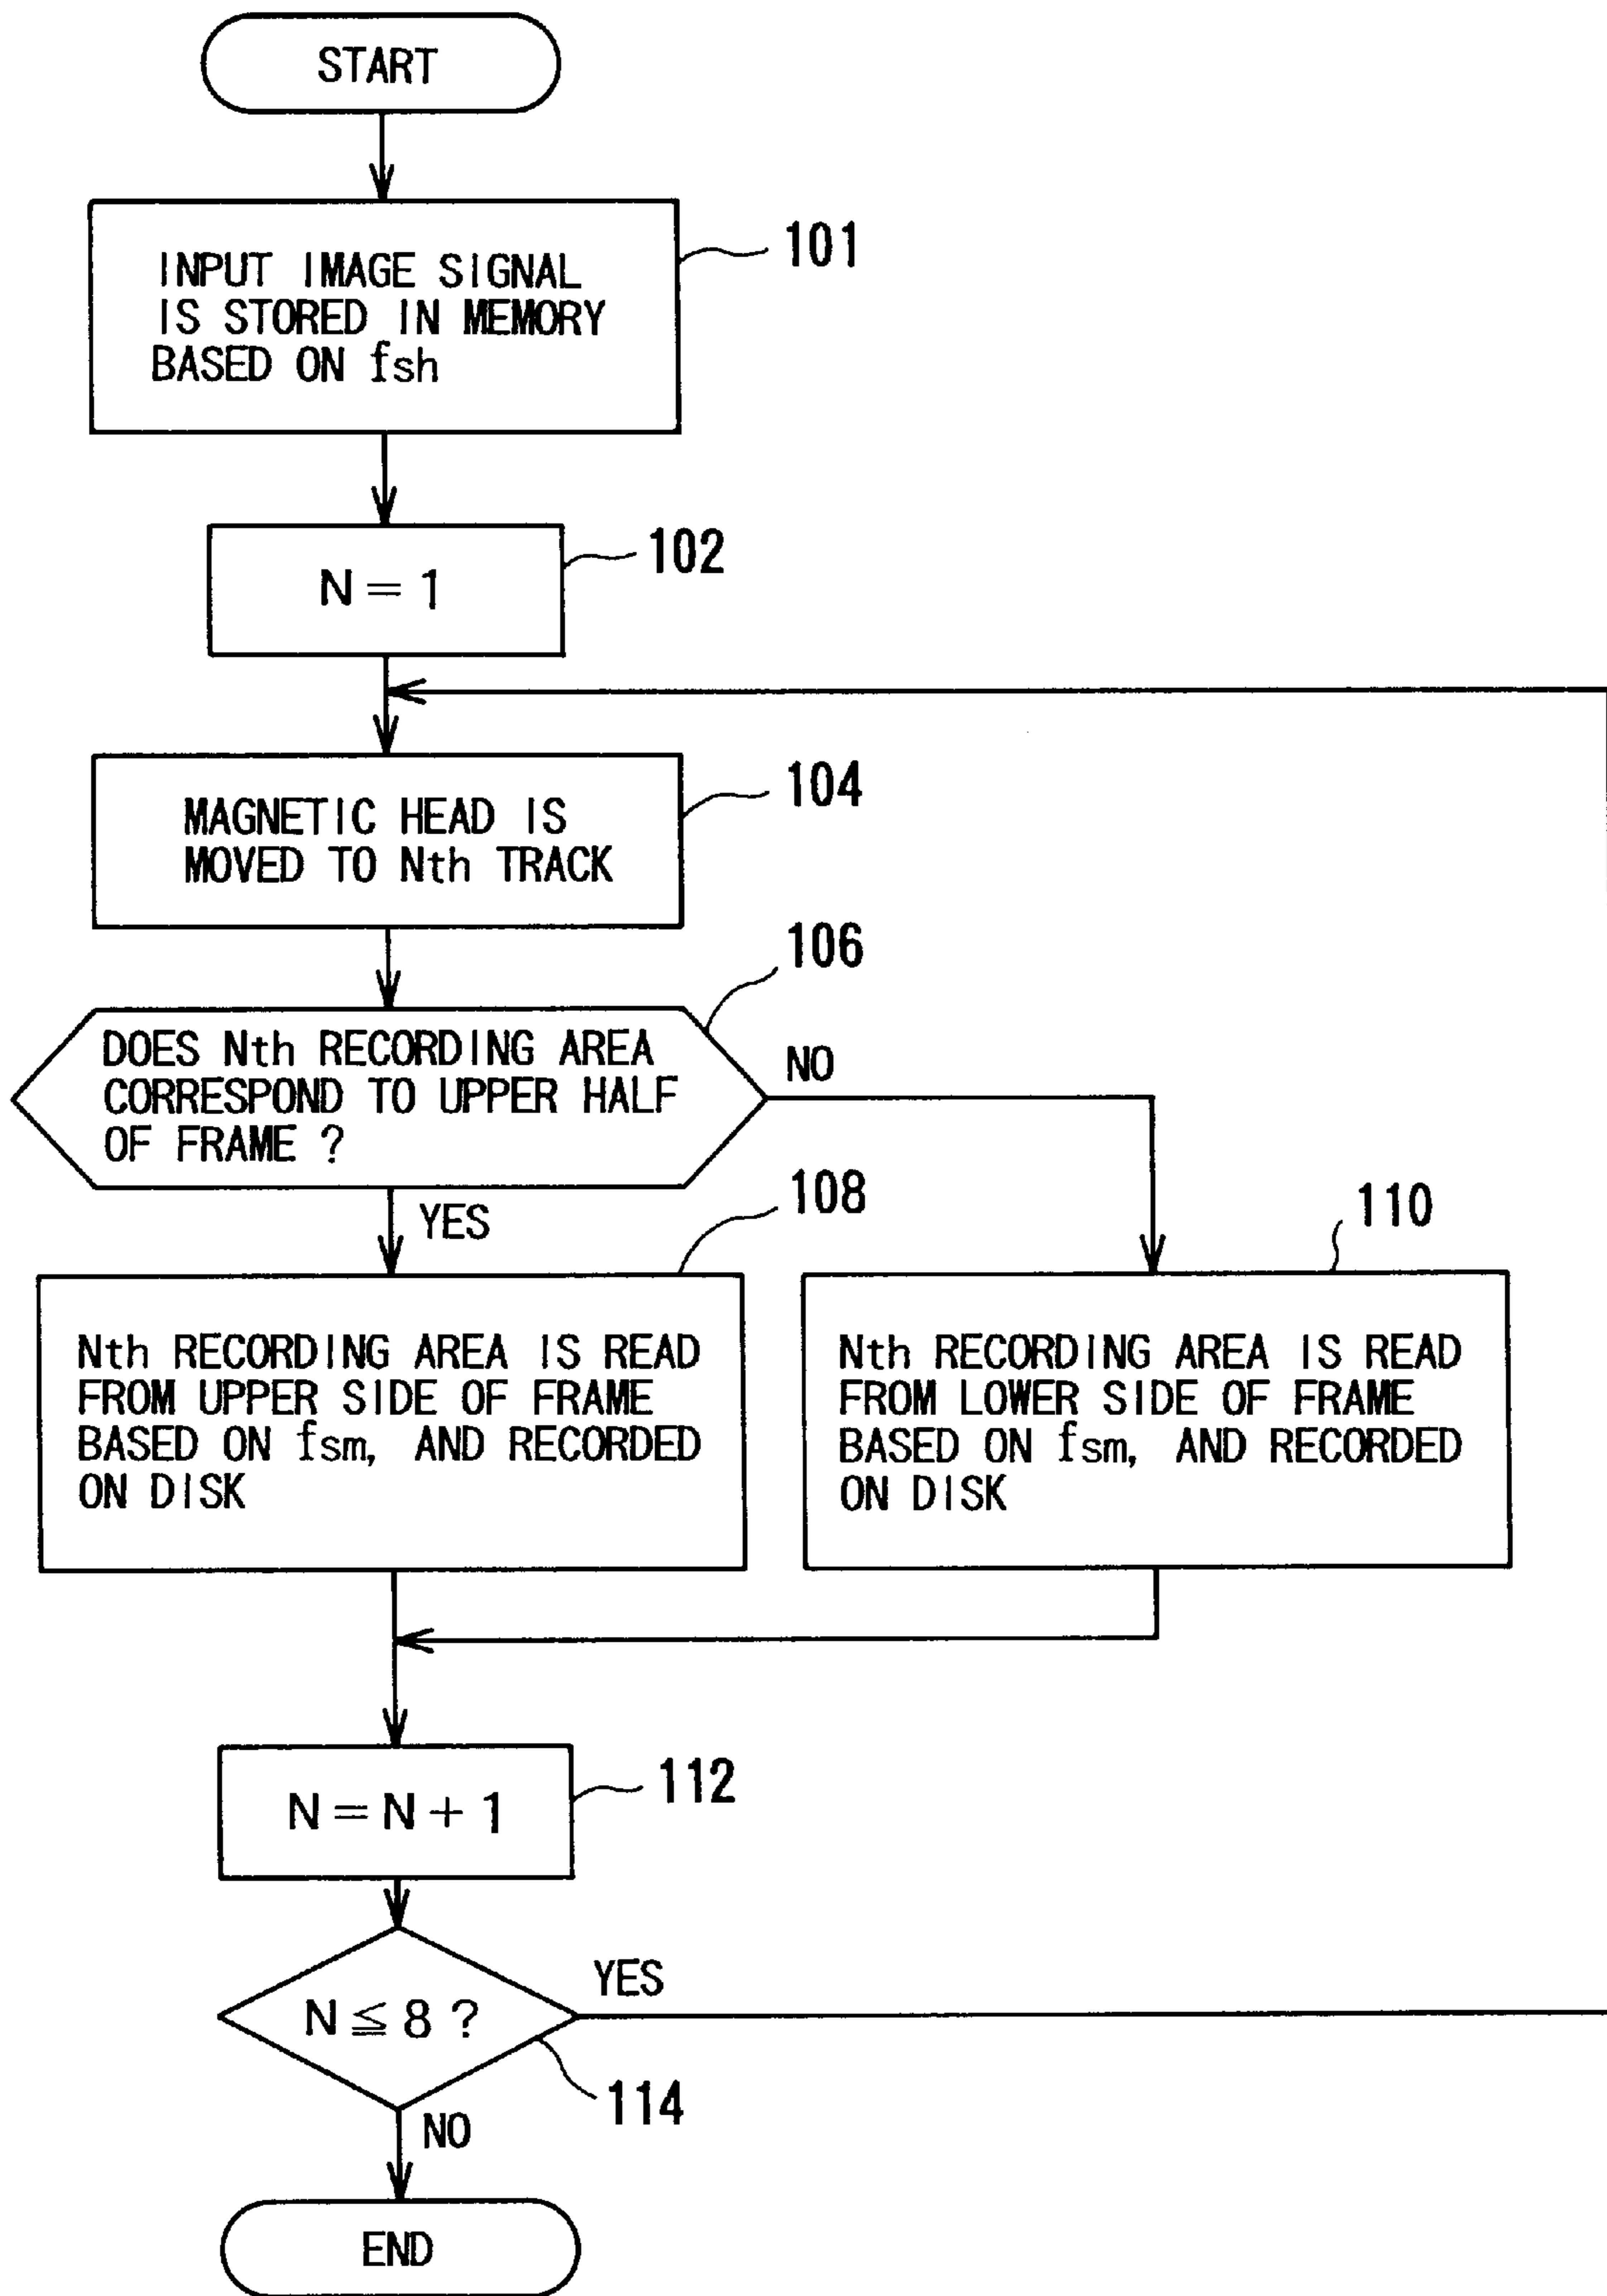 START
INPUT IMAGE SIGNAL
IS STORED IN MEMORY
BASED ON fsh
101
N = 1
102
MAGNETIC HEAD IS
MOVED TO Nth TRACK
104
DOES Nth RECORDING AREA
CORRESPOND TO UPPER HALF
OF FRAME ?
106
NO
YES
108
Nth RECORDING AREA IS READ
FROM UPPER SIDE OF FRAME
BASED ON fsm, AND RECORDED
ON DISK
110
Nth RECORDING AREA IS READ
FROM LOWER SIDE OF FRAME
BASED ON fsm, AND RECORDED
ON DISK
N = N + 1
112
N ≦ 8 ?
YES
114
NO
END